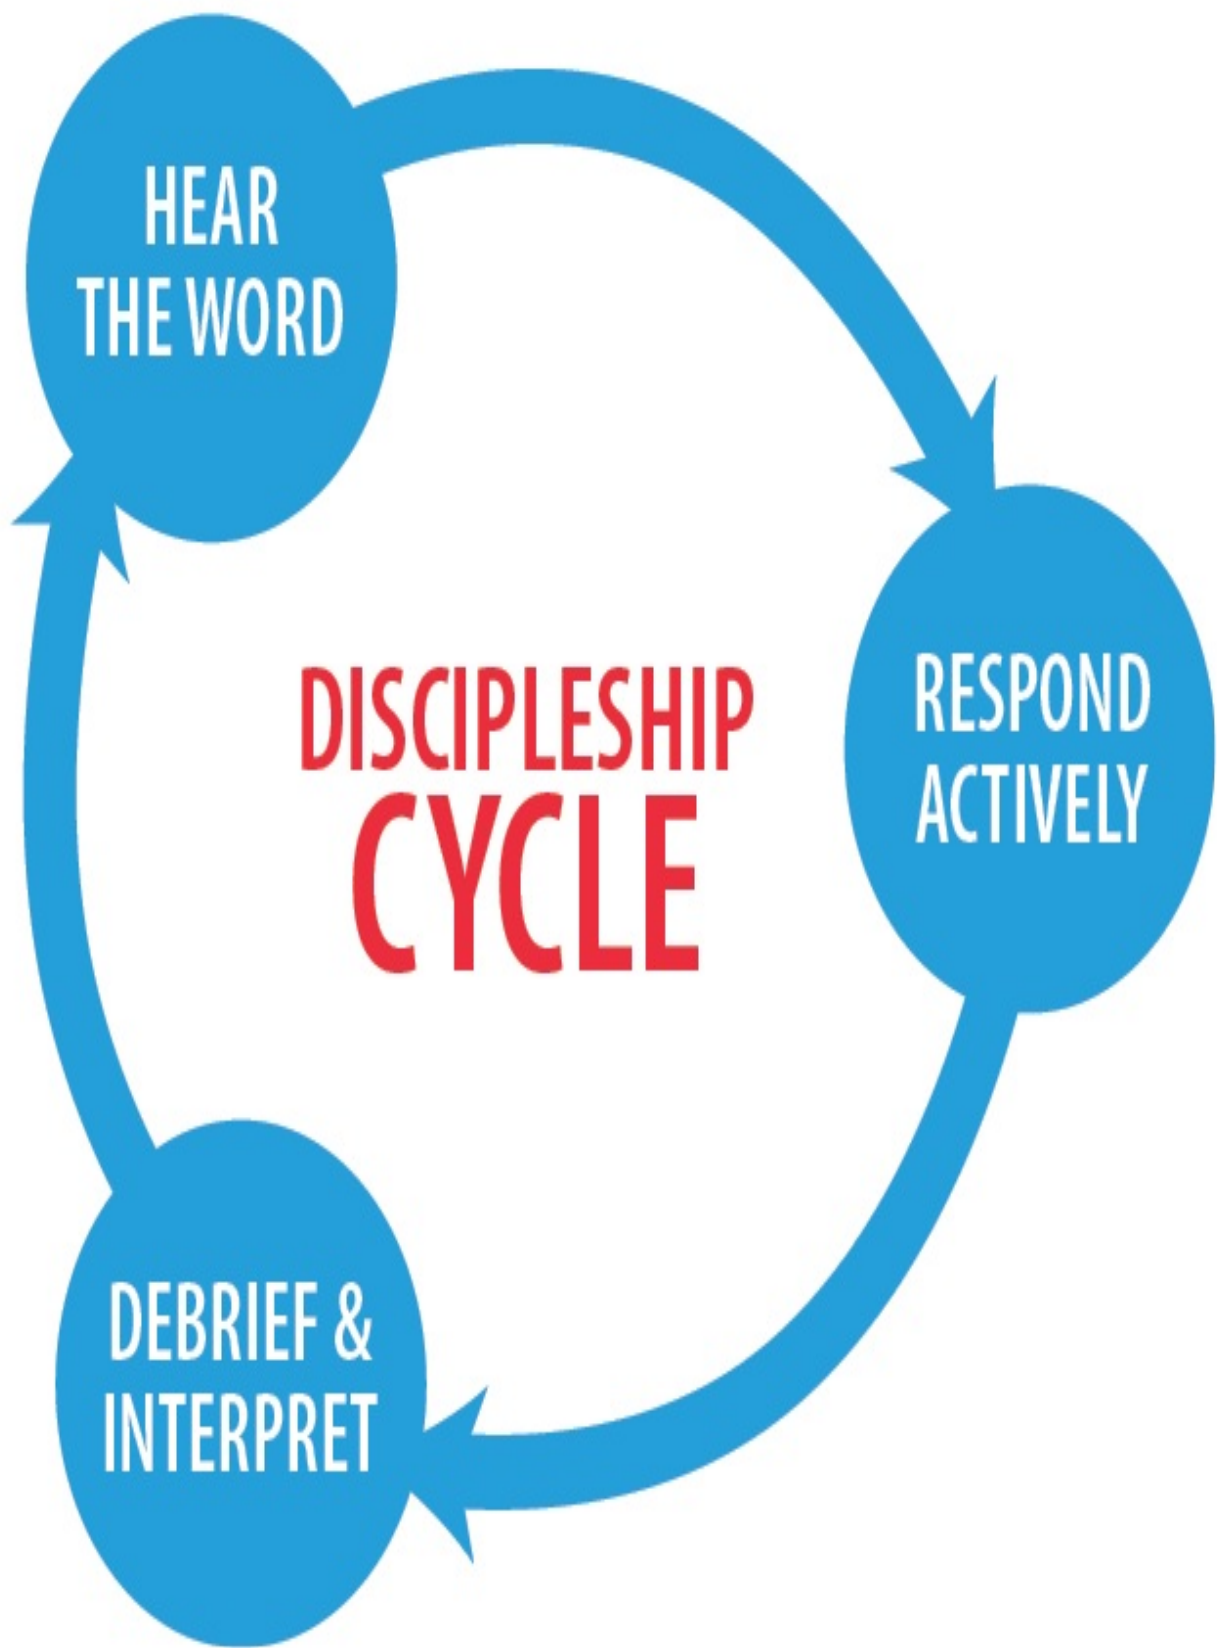 HEAR
THE WORD
RESPOND
ACTIVELY
DISCIPLESHIP
CYCLE
DEBRIEF &
INTERPRET